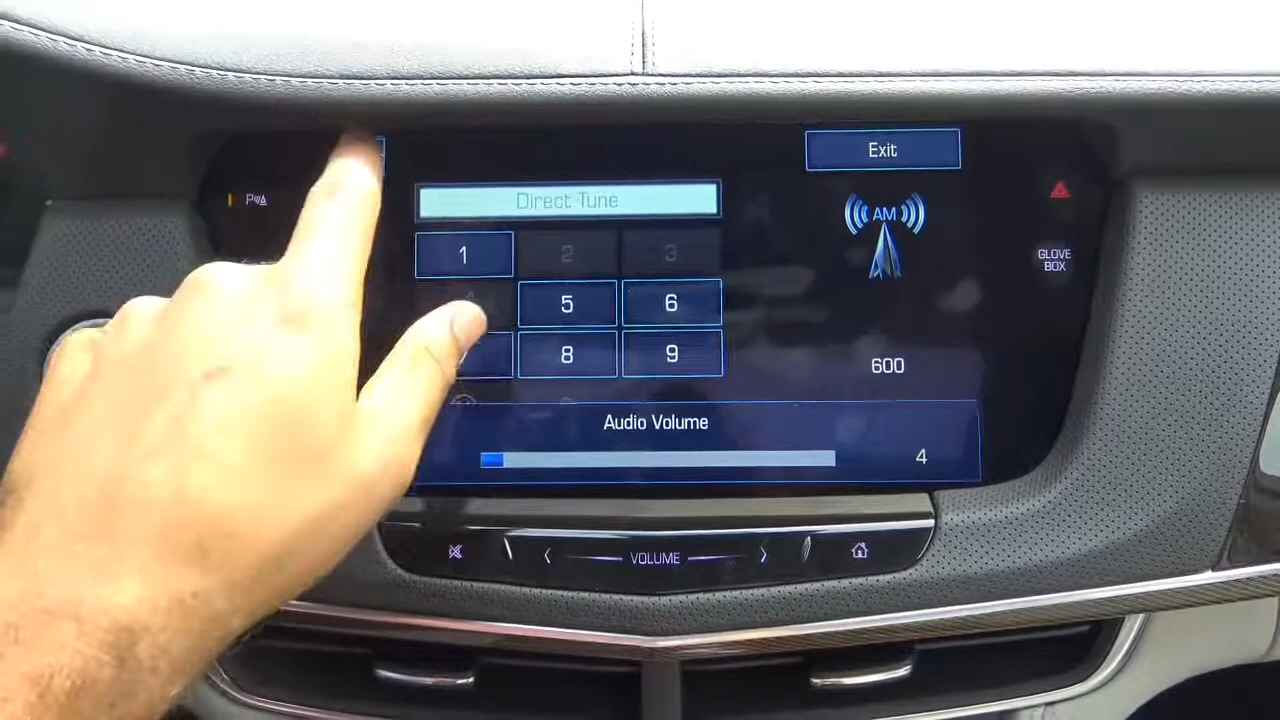 Exit
P
Direct Tune
AM
1 2 3
GLOVE
BOX
5 6
8 9
600
Audio Volume
4
VOLUME